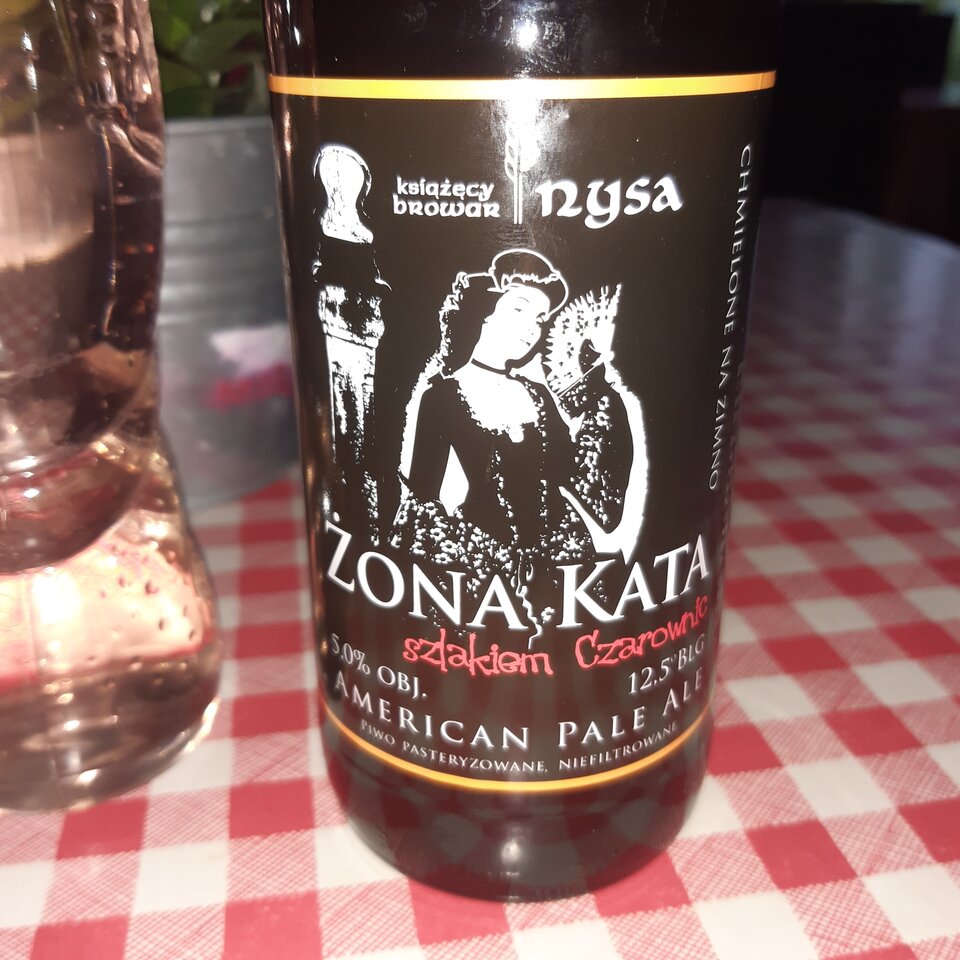 książęcy
browar
nysa
ŻONA KATA
szlakiem Czarownic
5.0% OBJ.
12,5°BLG
AMERICAN PALE ALE
PIWO PASTERYZOWANE, NIEFILTROWANE
CHMIELONE NA ZIMNO